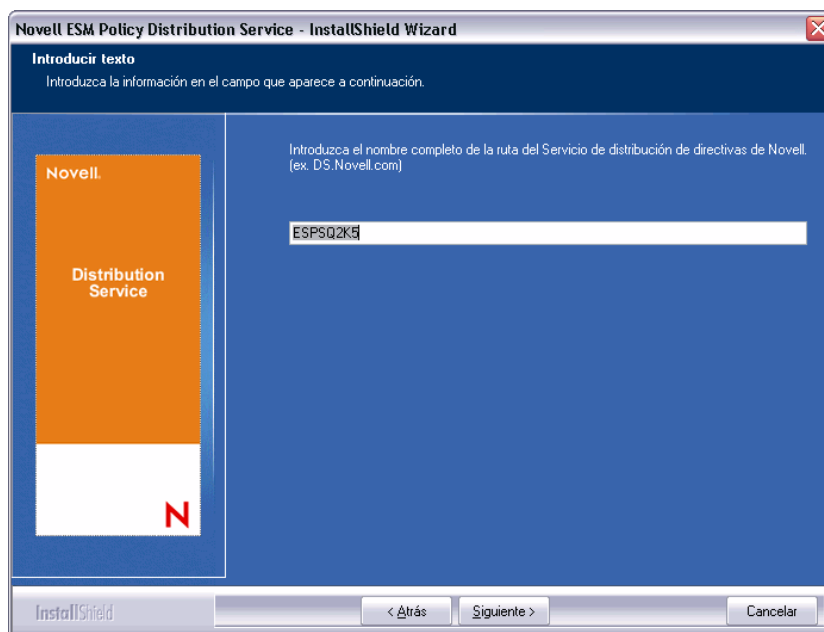 Novell ESM Policy Distribution Service - InstallShield Wizard
Introducir texto
Introduzca la información en el campo que aparece a continuación.
Novell.
Distribution
Service
N
Introduzca el nombre completo de la ruta del Servicio de distribución de directivas de Novell.
(ex. DS.Novell.com)
ESPSQ2K5
InstallShield
< Atrás
Siguiente >
Cancelar